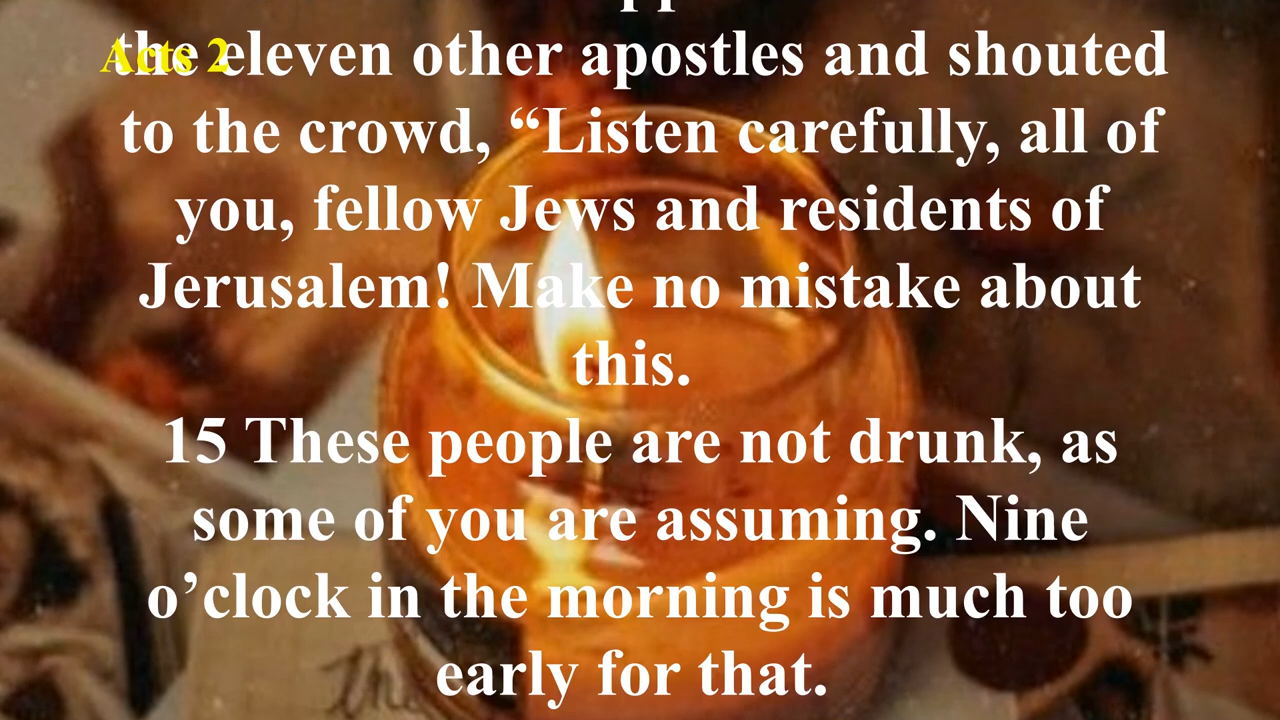 Acts 2
the eleven other apostles and shouted
to the crowd, “Listen carefully, all of
you, fellow Jews and residents of
Jerusalem! Make no mistake about
this.
15 These people are not drunk, as
some of you are assuming. Nine
o’clock in the morning is much too
early for that.
the